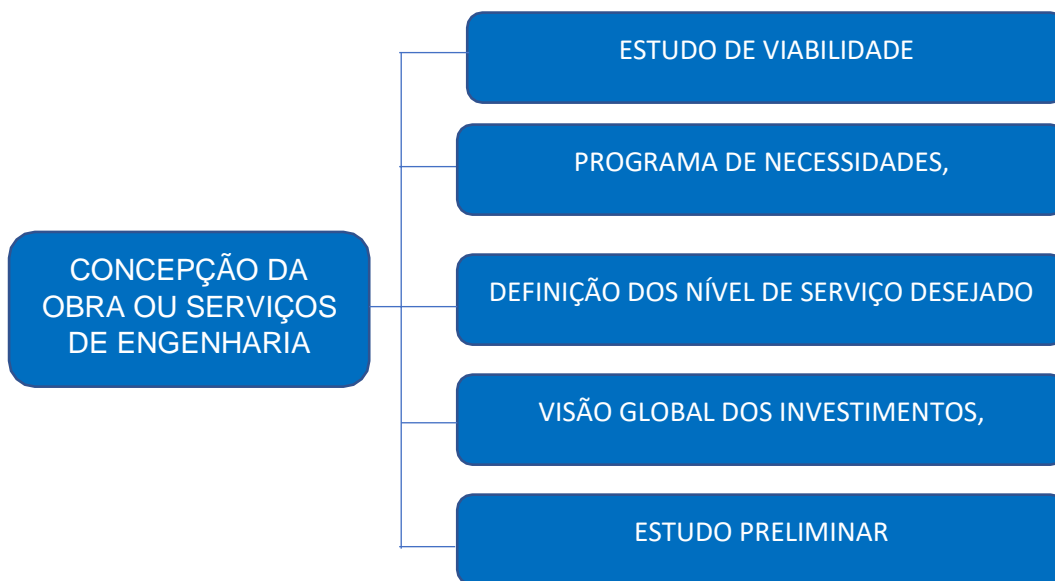 ESTUDO DE VIABILIDADE
PROGRAMA DE NECESSIDADES,
CONCEPÇÃO DA
OBRA OU SERVIÇOS
DE ENGENHARIA
DEFINIÇÃO DOS NÍVEL DE SERVIÇO DESEJADO
VISÃO GLOBAL DOS INVESTIMENTOS,
ESTUDO PRELIMINAR